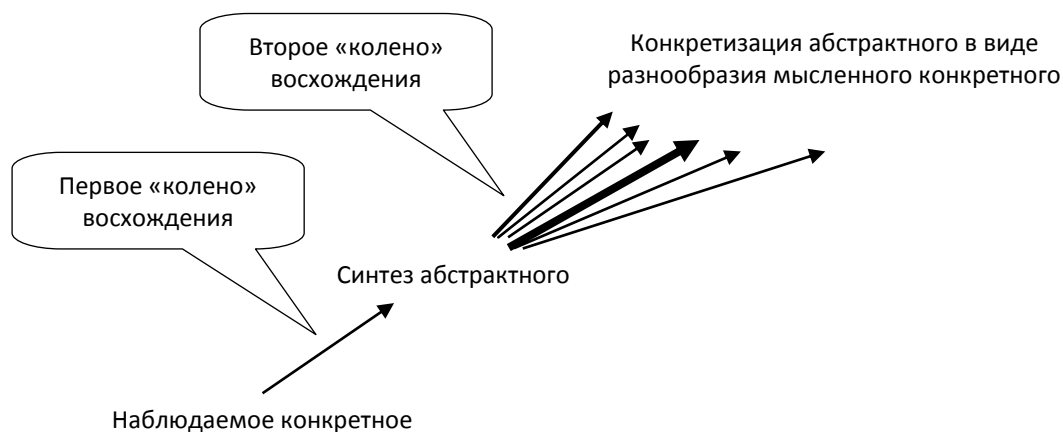 Второе «колено»
восхождения
Конкретизация абстрактного в виде
разнообразия мысленного конкретного
Первое «колено»
восхождения
Синтез абстрактного
Наблюдаемое конкретное